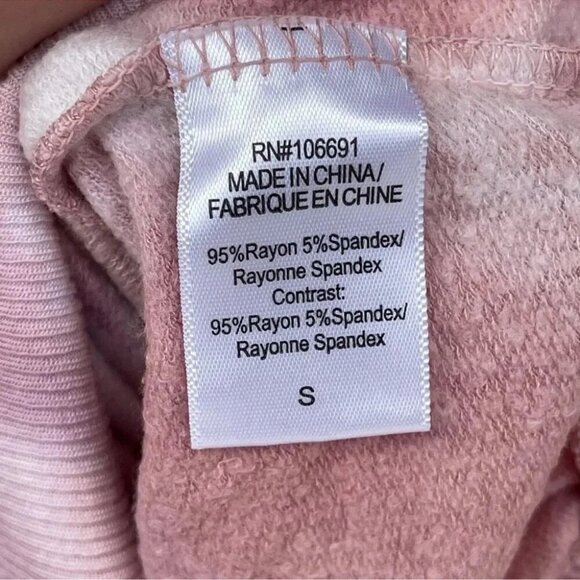 RN#106691
MADE IN CHINA/
FABRIQUE EN CHINE
95%Rayon 5%Spandex/
Rayonne Spandex
Contrast:
95%Rayon 5%Spandex/
Rayonne Spandex
S